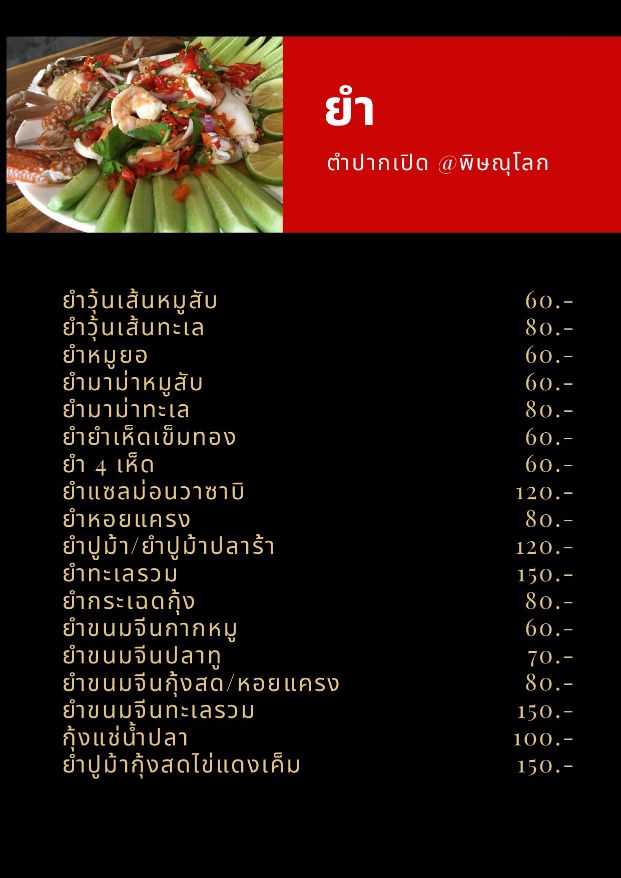 ยำ
ตำปากเปิด @พิษณุโลก
ยำวุ้นเส้นหมูสับ 60.-
ยำวุ้นเส้นทะเล 80.-
ยำหมูยอ 60.-
ยำมาม่าหมูสับ 60.-
ยำมาม่าทะเล 80.-
ยำยำเห็ดเข็มทอง 60.-
ยำ 4 เห็ด 60.-
ยำแซลม่อนวาซาบิ 120.-
ยำหอยแครง 80.-
ยำปูม้า/ยำปูม้าปลาร้า 120.-
ยำทะเลรวม 150.-
ยำกระเฉดกุ้ง 80.-
ยำขนมจีนกากหมู 60.-
ยำขนมจีนปลาทู 70.-
ยำขนมจีนกุ้งสด/หอยแครง 80.-
ยำขนมจีนทะเลรวม 150.-
กุ้งแช่น้ำปลา 100.-
ยำปูม้ากุ้งสดไข่แดงเค็ม 150.-